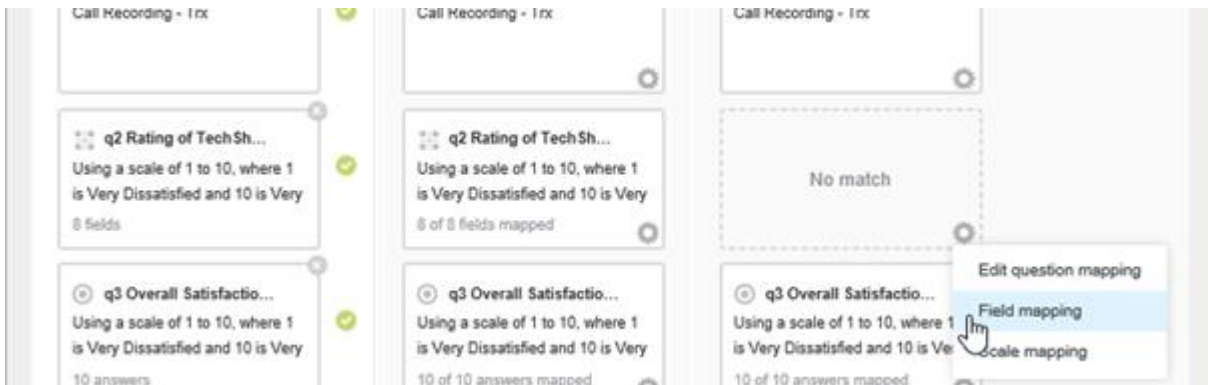 Call Recording - Trx
Call Recording - Trx
Call Recording - Trx
q2 Rating of TechSh...
Using a scale of 1 to 10, where 1
is Very Dissatisfied and 10 is Very
8 fields
q2 Rating of TechSh...
Using a scale of 1 to 10, where 1
is Very Dissatisfied and 10 is Very
8 of 8 fields mapped
No match
q3 Overall Satisfactio...
Using a scale of 1 to 10, where 1
is Very Dissatisfied and 10 is Very
10 answers
q3 Overall Satisfactio...
Using a scale of 1 to 10, where 1
is Very Dissatisfied and 10 is Very
10 of 10 answers mapped
q3 Overall Satisfactio...
Using a scale of 1 to 10, where 1
is Very Dissatisfied and 10 is Ve
10 of 10 answers mapped
Edit question mapping
Field mapping
Scale mapping